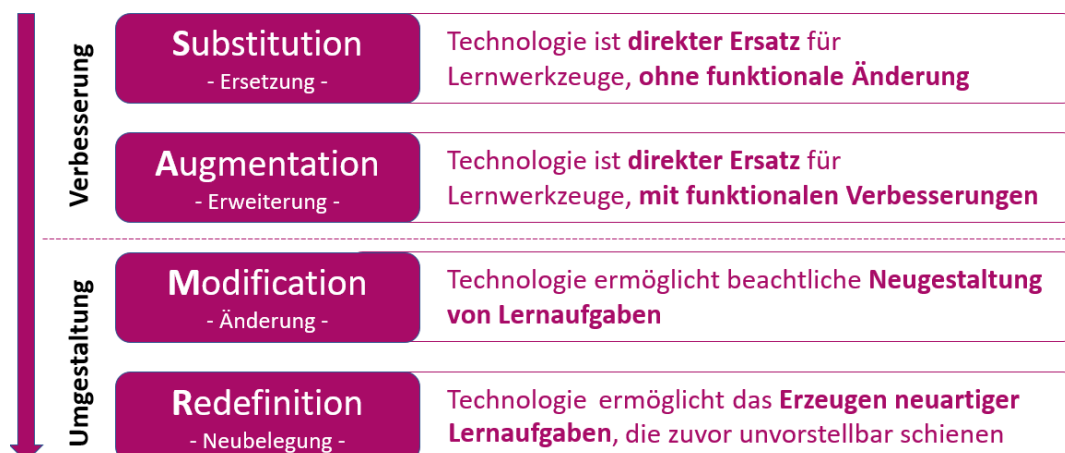 Verbesserung
Substitution
- Ersetzung -
Technologie ist direkter Ersatz für
Lernwerkzeuge, ohne funktionale Änderung
Augmentation
- Erweiterung -
Technologie ist direkter Ersatz für
Lernwerkzeuge, mit funktionalen Verbesserungen
Umgestaltung
Modification
- Änderung -
Technologie ermöglicht beachtliche Neugestaltung
von Lernaufgaben
Redefinition
- Neubelegung -
Technologie ermöglicht das Erzeugen neuartiger
Lernaufgaben, die zuvor unvorstellbar schienen